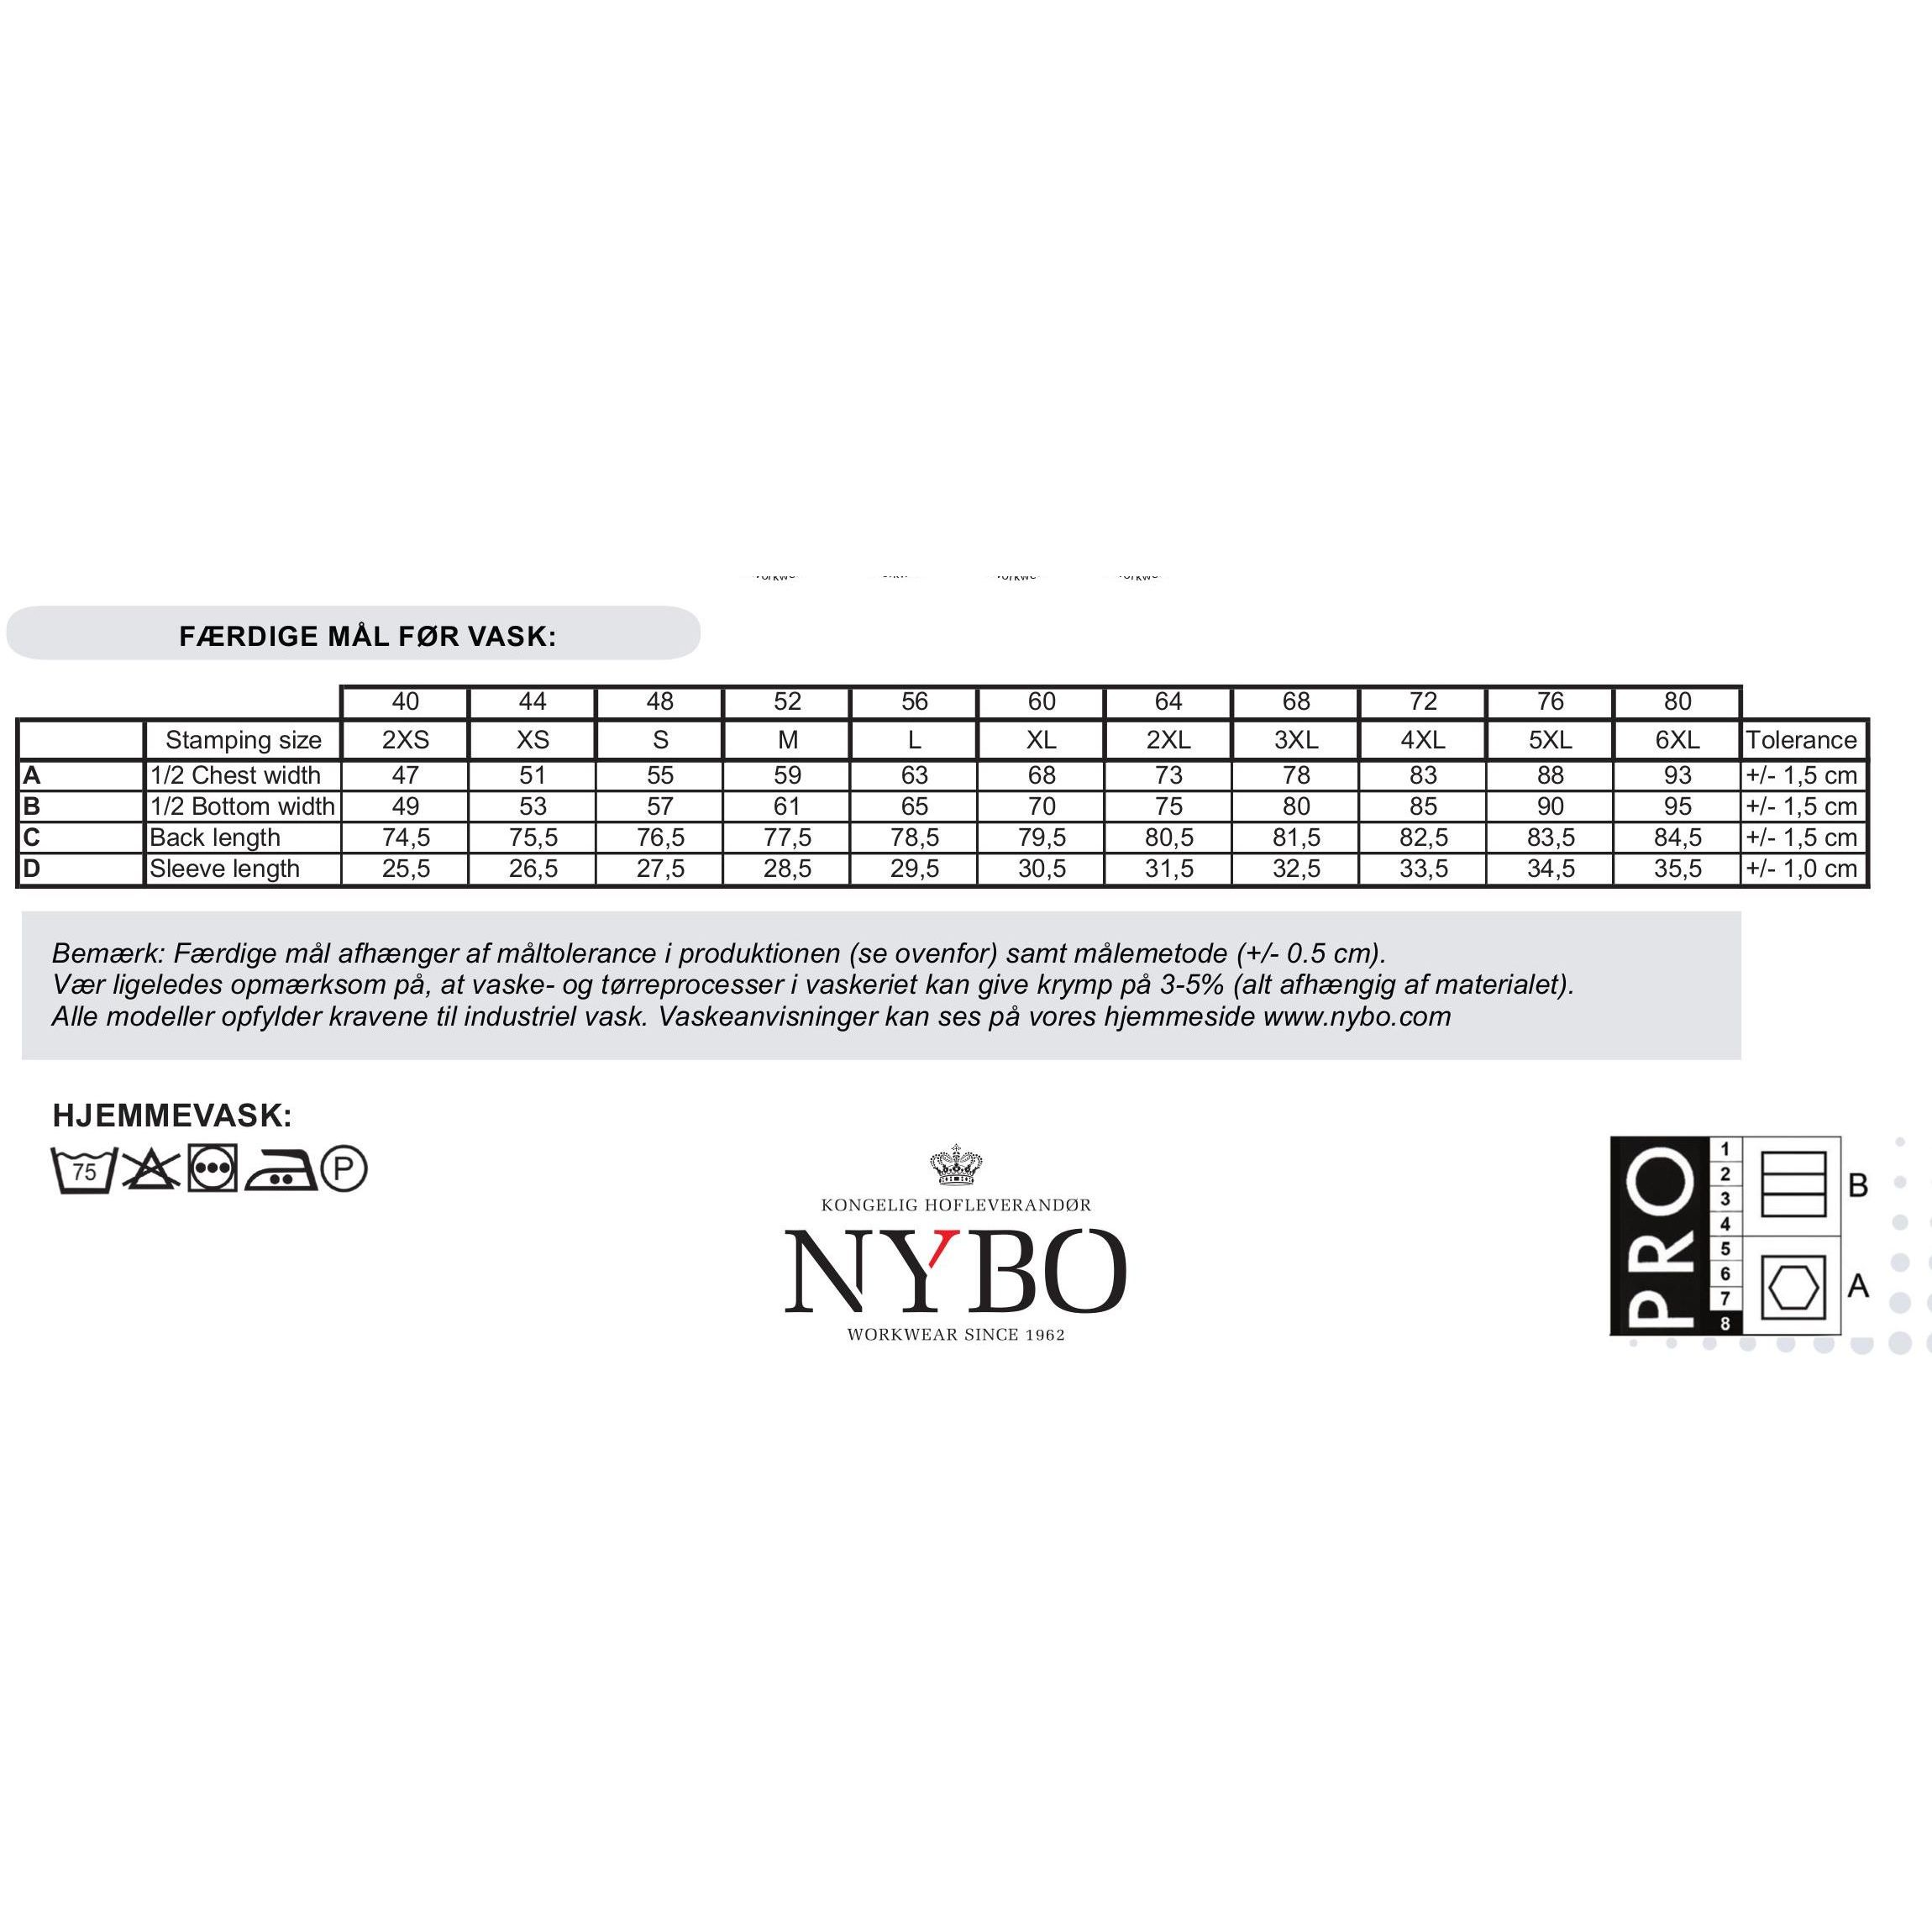 FÆRDIGE MÅL FØR VASK:
40 44 48 52 56 60 64 68 72 76 80
Stamping size 2XS XS S M L XL 2XL 3XL 4XL 5XL 6XL Tolerance
A 1/2 Chest width 47 51 55 59 63 68 73 78 83 88 93 +/- 1,5 cm
B 1/2 Bottom width 49 53 57 61 65 70 75 80 85 90 95 +/- 1,5 cm
C Back length 74,5 75,5 76,5 77,5 78,5 79,5 80,5 81,5 82,5 83,5 84,5 +/- 1,5 cm
D Sleeve length 25,5 26,5 27,5 28,5 29,5 30,5 31,5 32,5 33,5 34,5 35,5 +/- 1,0 cm
Bemærk: Færdige mål afhænger af måltolerance i produktionen (se ovenfor) samt målemetode (+/- 0.5 cm).
Vær ligeledes opmærksom på, at vaske- og tørreprocesser i vaskeriet kan give krymp på 3-5% (alt afhængig af materialet).
Alle modeller opfylder kravene til industriel vask. Vaskeanvisninger kan ses på vores hjemmeside www.nybo.com
HJEMMEVASK:
75 P
KONGELIG HOFLEVERANDØR
NYBO
WORKWEAR SINCE 1962
PRO
1
2
3
4
5
6
7
8
B
A